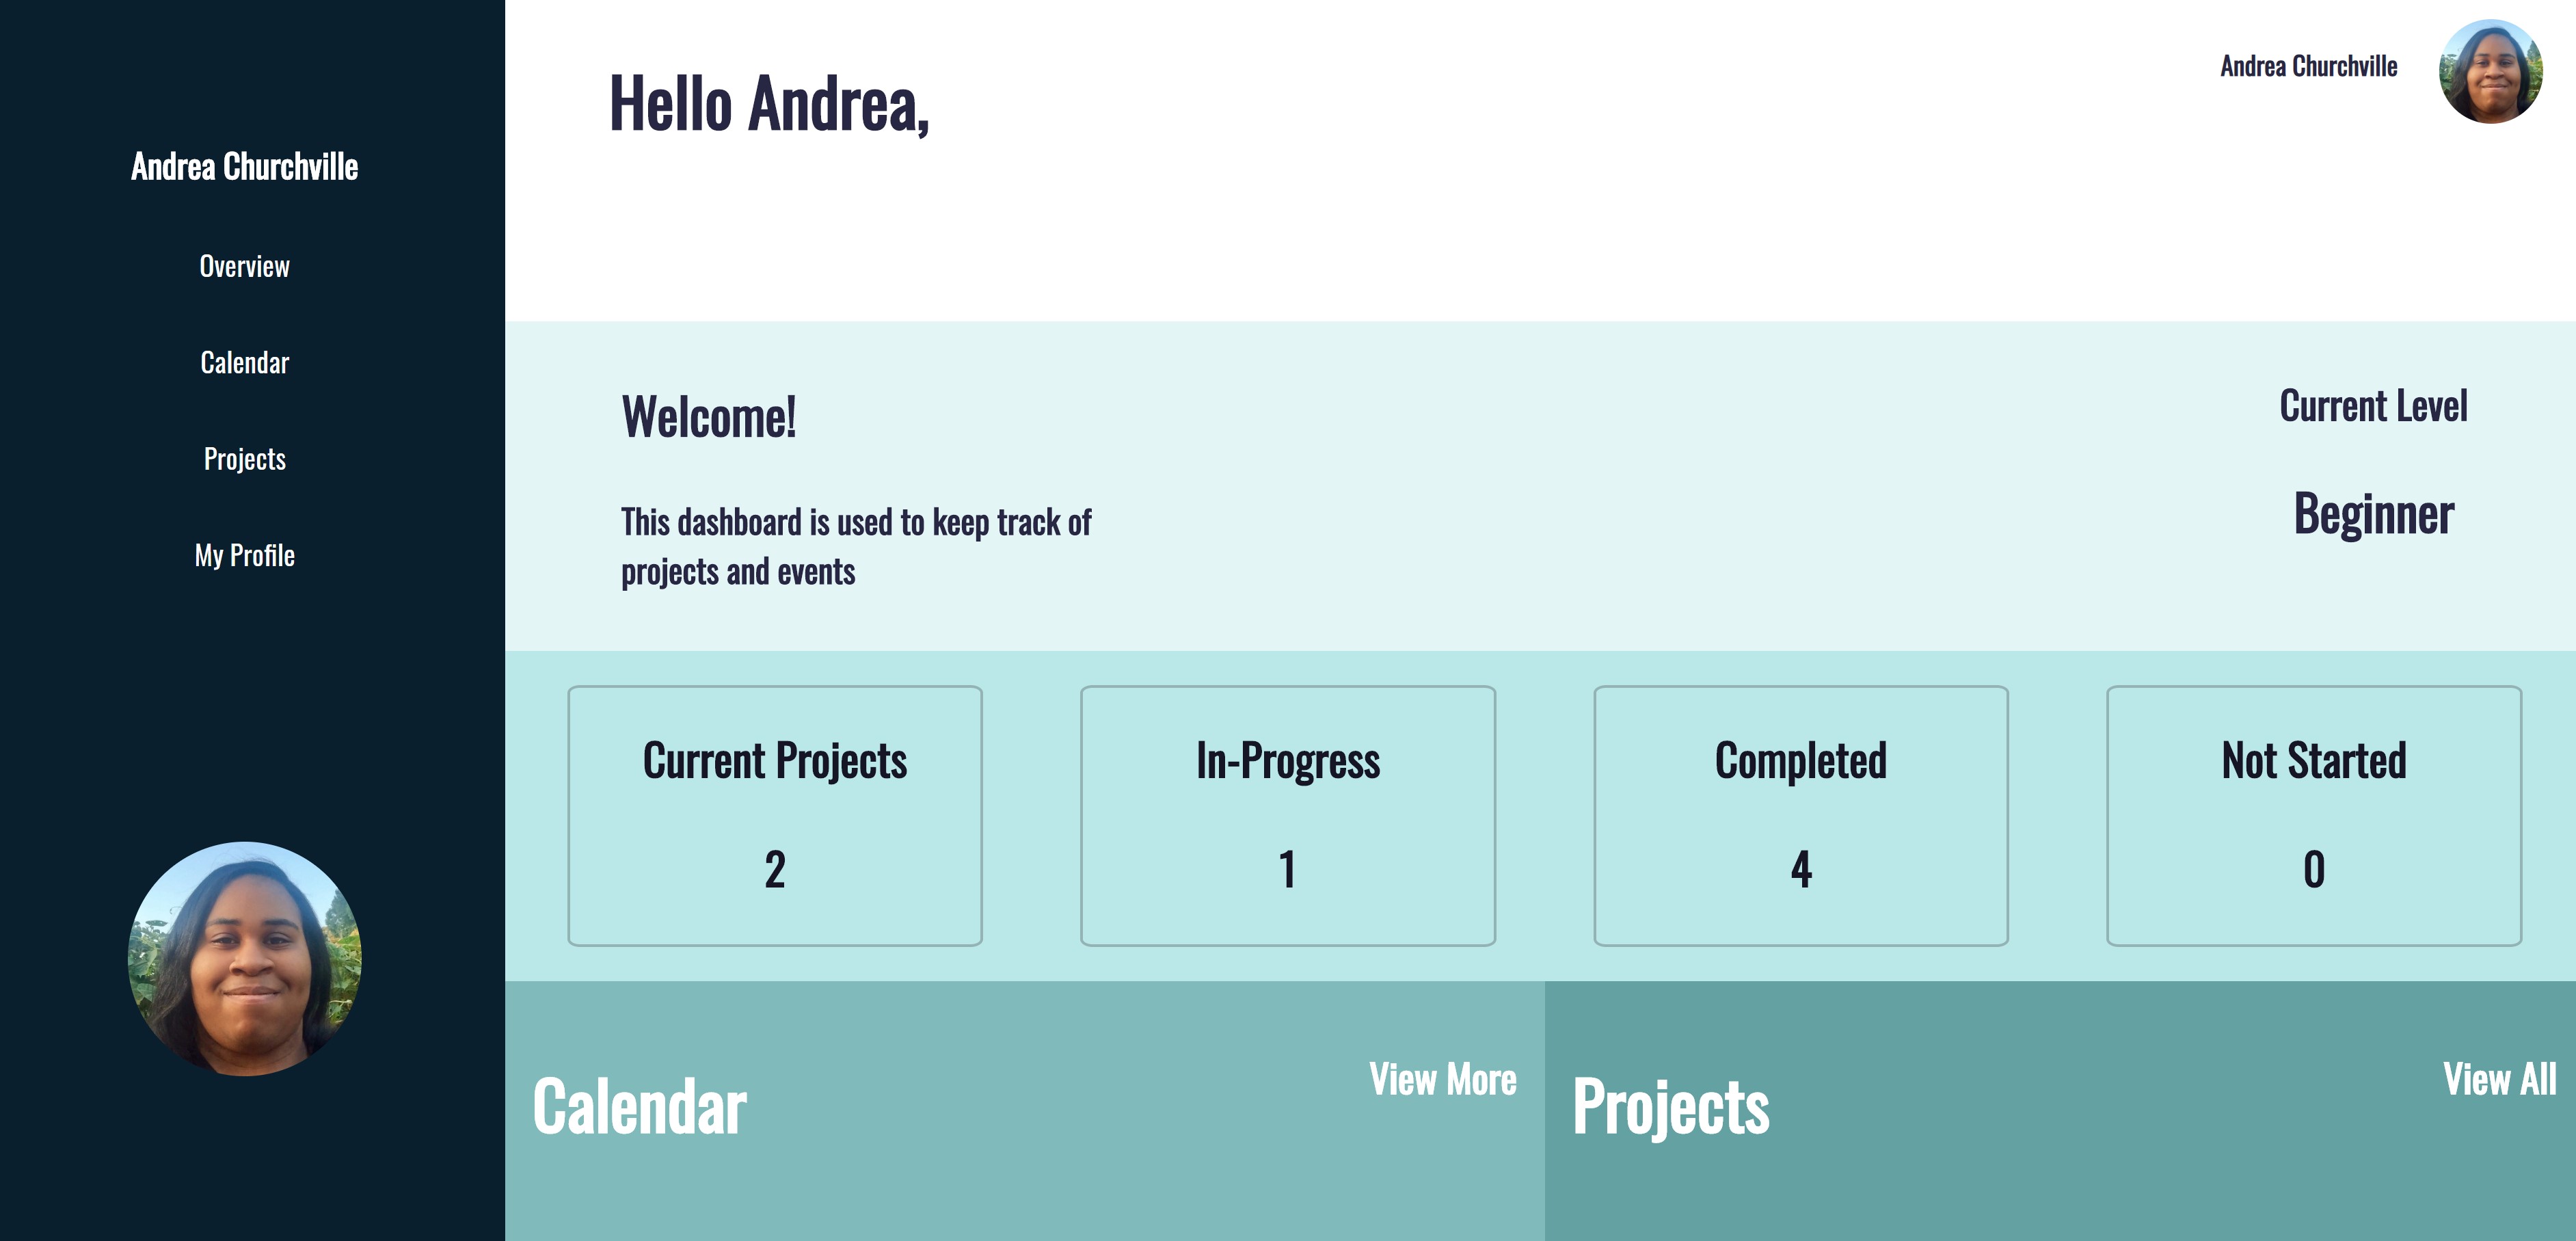 Andrea Churchville
Overview
Calendar
Projects
My Profile
Hello Andrea,
Andrea Churchville
Welcome!
This dashboard is used to keep track of
projects and events
Current Level
Beginner
Current Projects
2
In-Progress
1
Completed
4
Not Started
0
Calendar
View More
Projects
View All